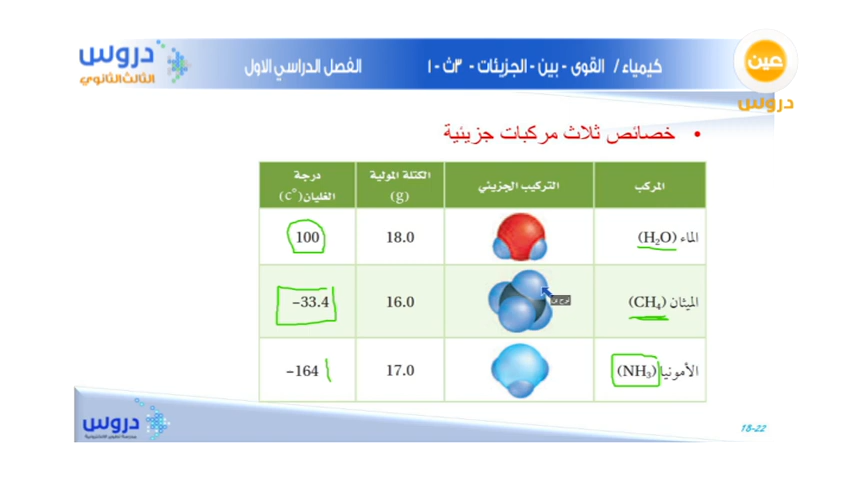 دروس
الثالث الثانوي
الفصل الدراسي الاول
كيمياء / القوى - بين - الجزيئات - ٣ث - ١
عين
دروس
• خصائص ثلاث مركبات جزيئية
المركب التركيب الجزيئي الكتلة المولية (g) درجة الغليان (c°)
الماء (H₂O) 18.0 100
الميثان (CH₄) 16.0 −33.4
الأمونيا (NH₃) 17.0 −164
دروس
18-22